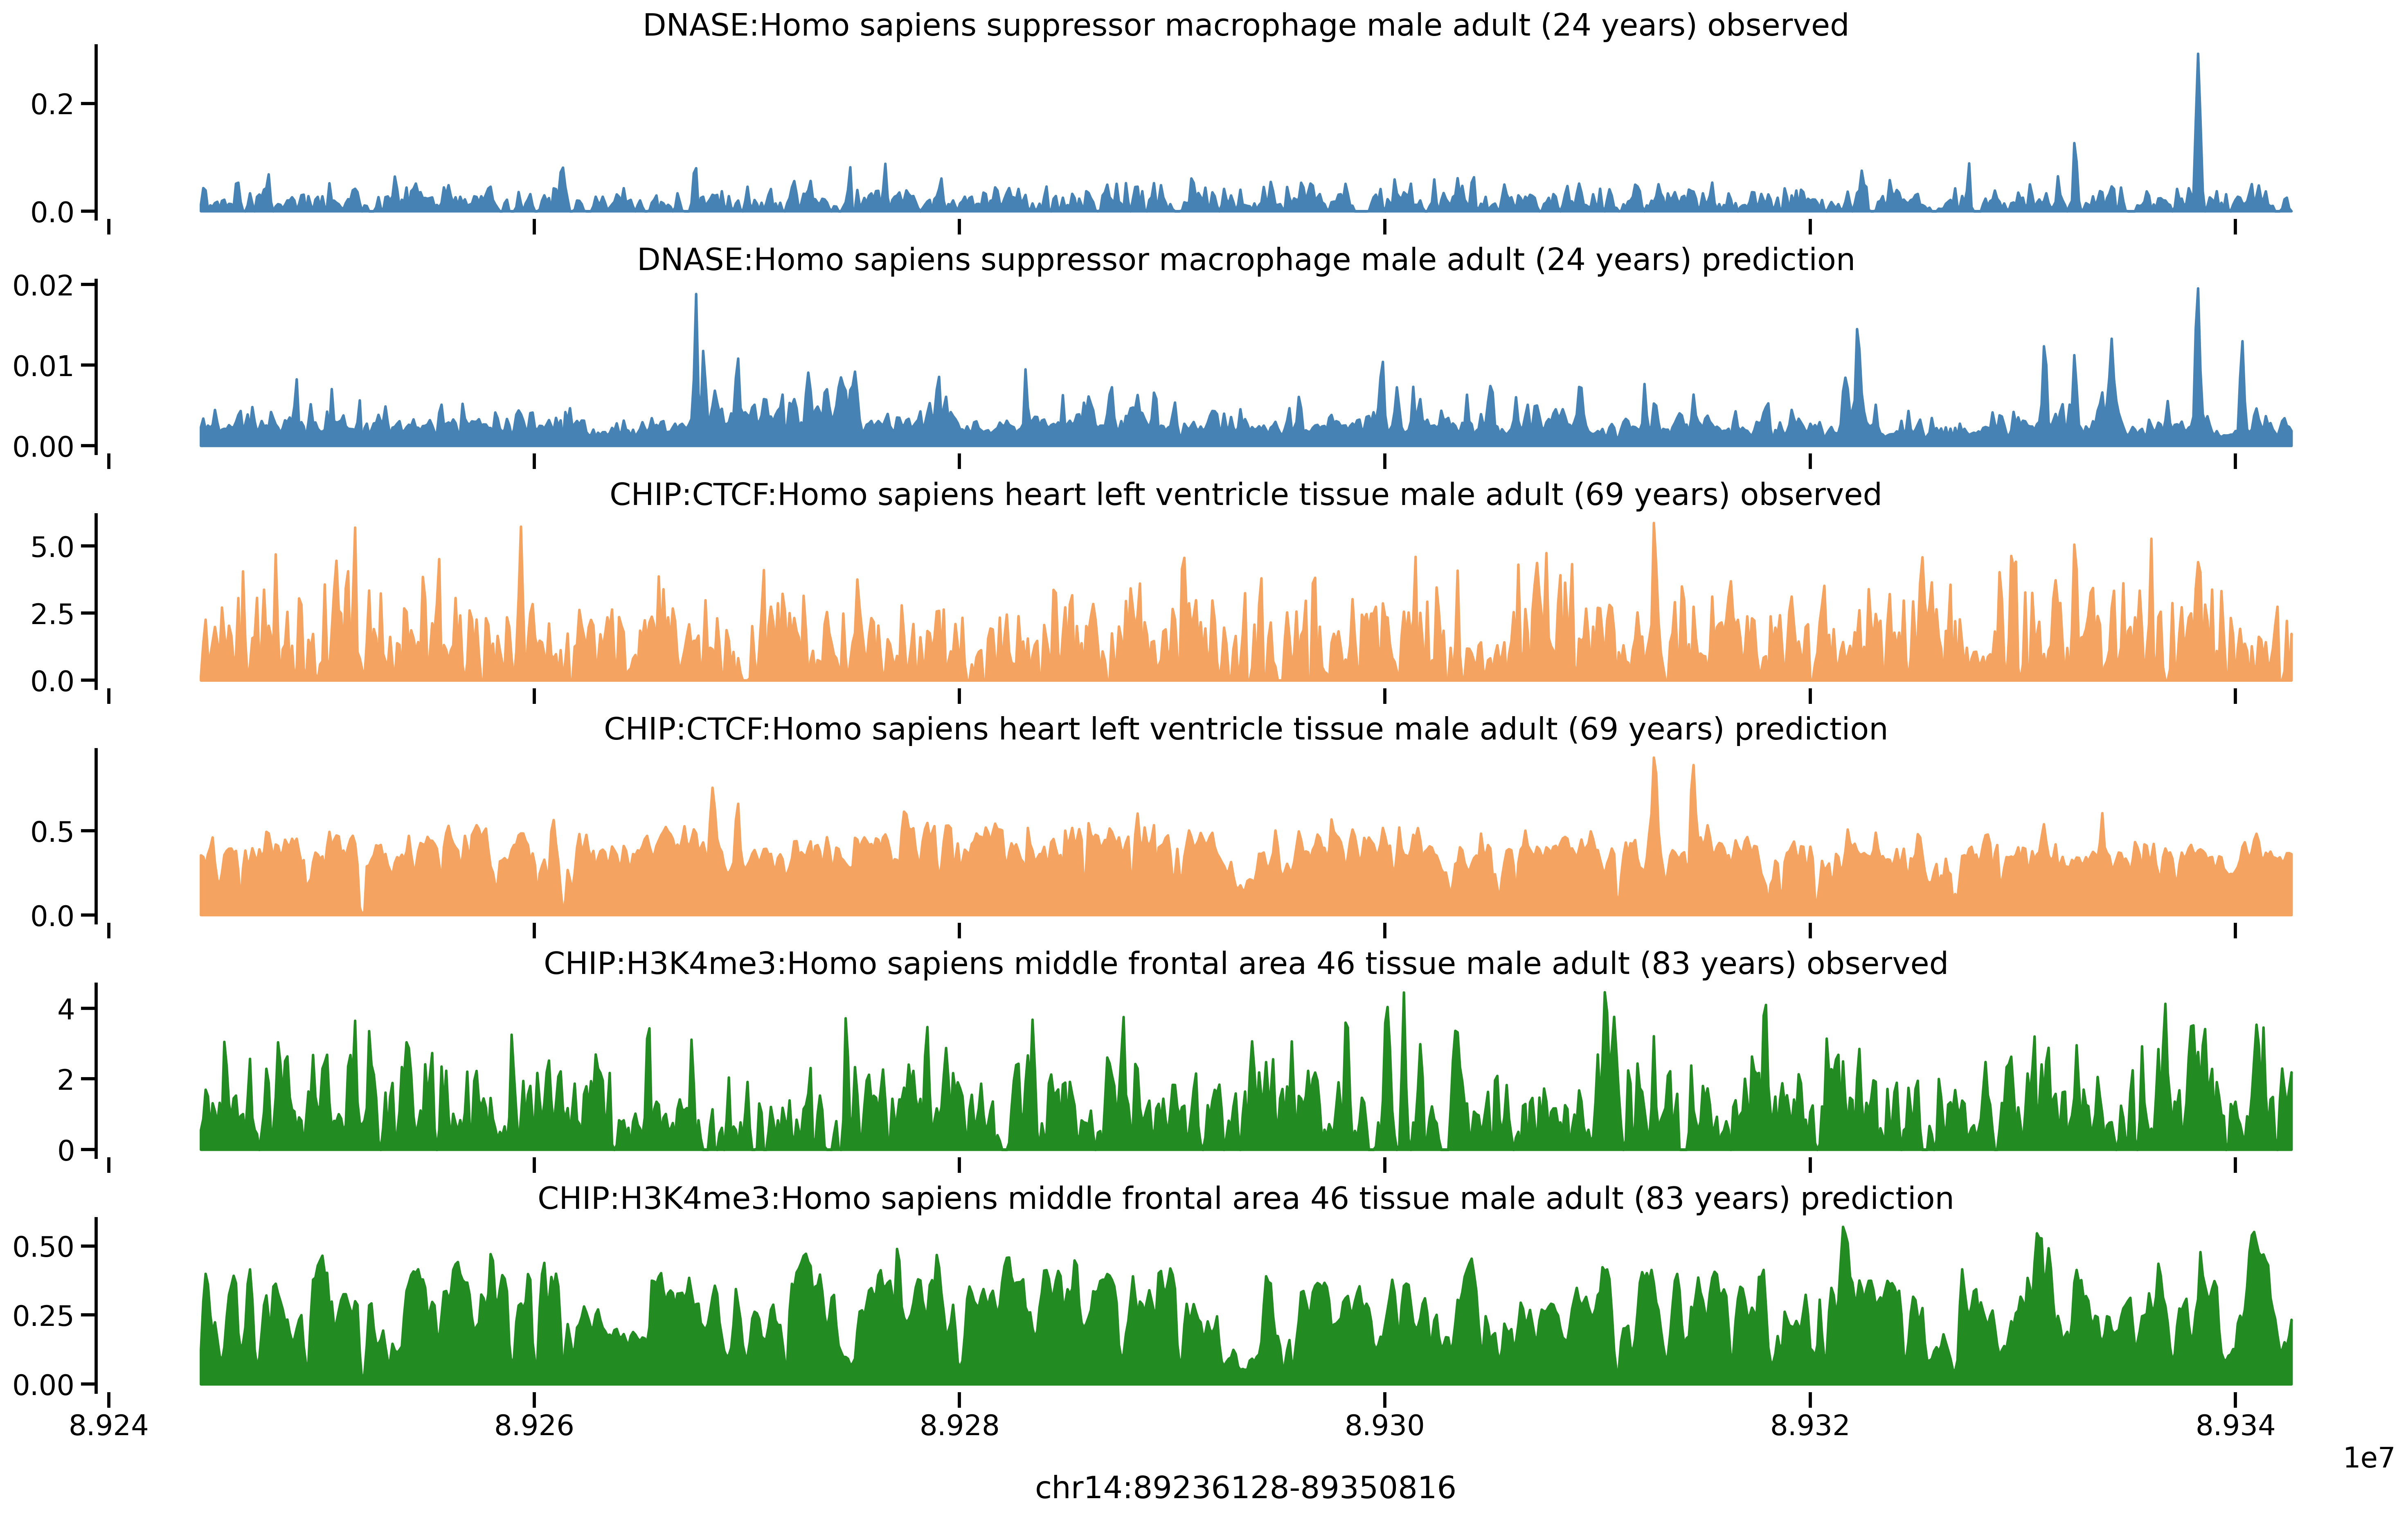 DNASE:Homo sapiens suppressor macrophage male adult (24 years) observed
0.2
0.0
DNASE:Homo sapiens suppressor macrophage male adult (24 years) prediction
0.02
0.01
0.00
CHIP:CTCF:Homo sapiens heart left ventricle tissue male adult (69 years) observed
5.0
2.5
0.0
CHIP:CTCF:Homo sapiens heart left ventricle tissue male adult (69 years) prediction
0.5
0.0
CHIP:H3K4me3:Homo sapiens middle frontal area 46 tissue male adult (83 years) observed
4
2
0
CHIP:H3K4me3:Homo sapiens middle frontal area 46 tissue male adult (83 years) prediction
0.50
0.25
0.00
8.924 8.926 8.928 8.930 8.932 8.934
1e7
chr14:89236128-89350816